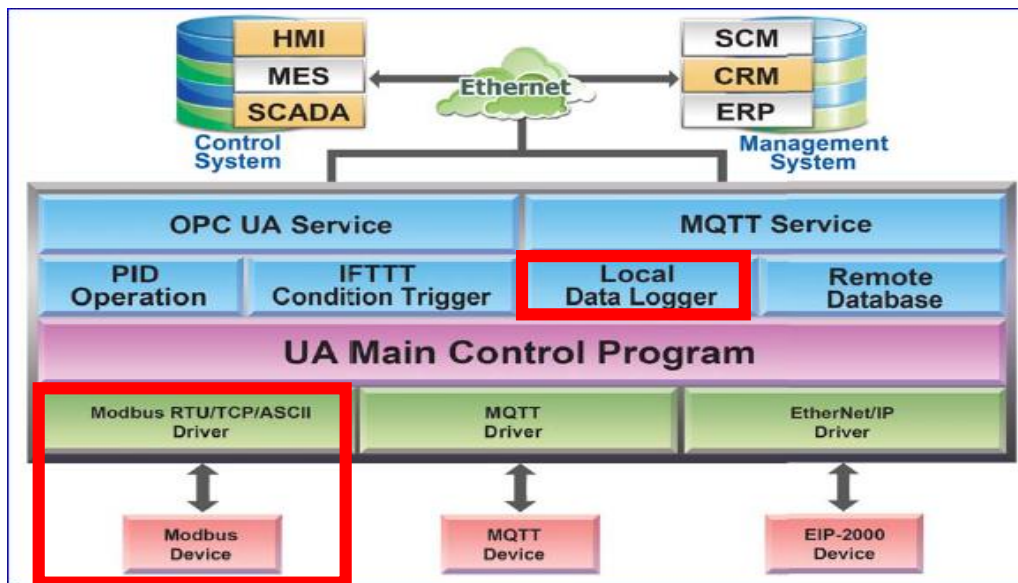 HMI
MES
SCADA
Control
System
Ethernet
SCM
CRM
ERP
Management
System
OPC UA Service
MQTT Service
PID
Operation
IFTTT
Condition Trigger
Local
Data Logger
Remote
Database
UA Main Control Program
Modbus RTU/TCP/ASCII
Driver
MQTT
Driver
EtherNet/IP
Driver
Modbus
Device
MQTT
Device
EIP-2000
Device